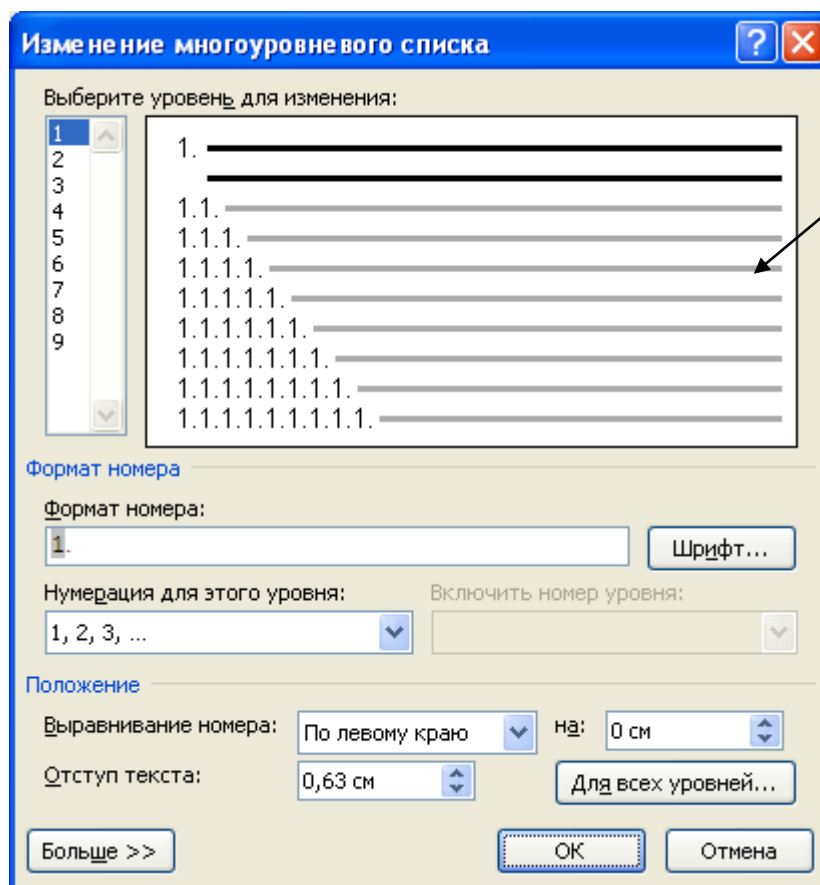 Изменение многоуровневого списка
Выберите уровень для изменения:
1
2
3
4
5
6
7
8
9
1.
1.1.
1.1.1.
1.1.1.1.
1.1.1.1.1.
1.1.1.1.1.1.
1.1.1.1.1.1.1.
1.1.1.1.1.1.1.1.
1.1.1.1.1.1.1.1.1.
Формат номера
Формат номера:
1.
Шрифт...
Нумерация для этого уровня: Включить номер уровня:
1, 2, 3, ...
Положение
Выравнивание номера: По левому краю на: 0 см
Отступ текста: 0,63 см Для всех уровней...
Больше >> ОК Отмена